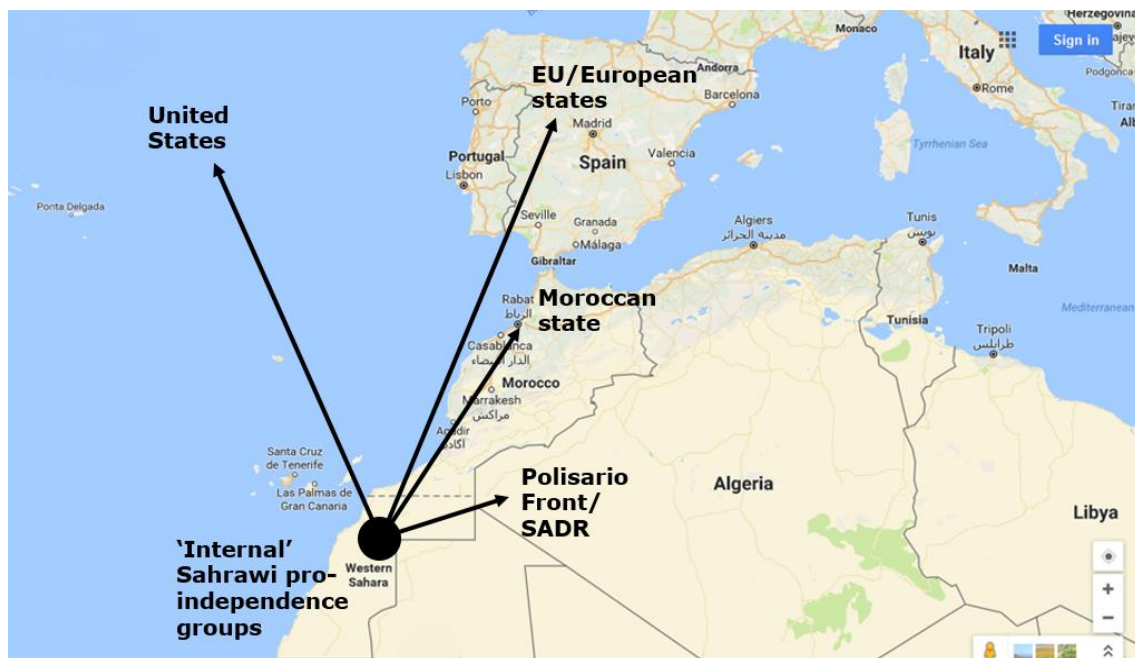 Herzegovina
Monaco
Italy
Sign in
EU/European
states
Andorra
Podgorica
Porto
Barcelona
Rome
United
States
Madrid
Tyrrhenian Sea
Portugal
Spain
Valencia
Lisbon
Ponta Delgada
Seville
Granada
Málaga
Algiers
مدينة الجزائر
Tunis
تونس
Gibraltar
Malta
Moroccan
state
Rabat
الرباط
Mediterranean
Tunisia
Tripoli
طرابلس
Casablanca
الدار البيضاء
Morocco
Marrakesh
مراكش
Agadir
Santa Cruz
de Tenerife
Las Palmas de
Gran Canaria
Polisario
Front/
SADR
Algeria
Libya
‘Internal’
Sahrawi pro-
independence
groups
Western
Sahara
+
−